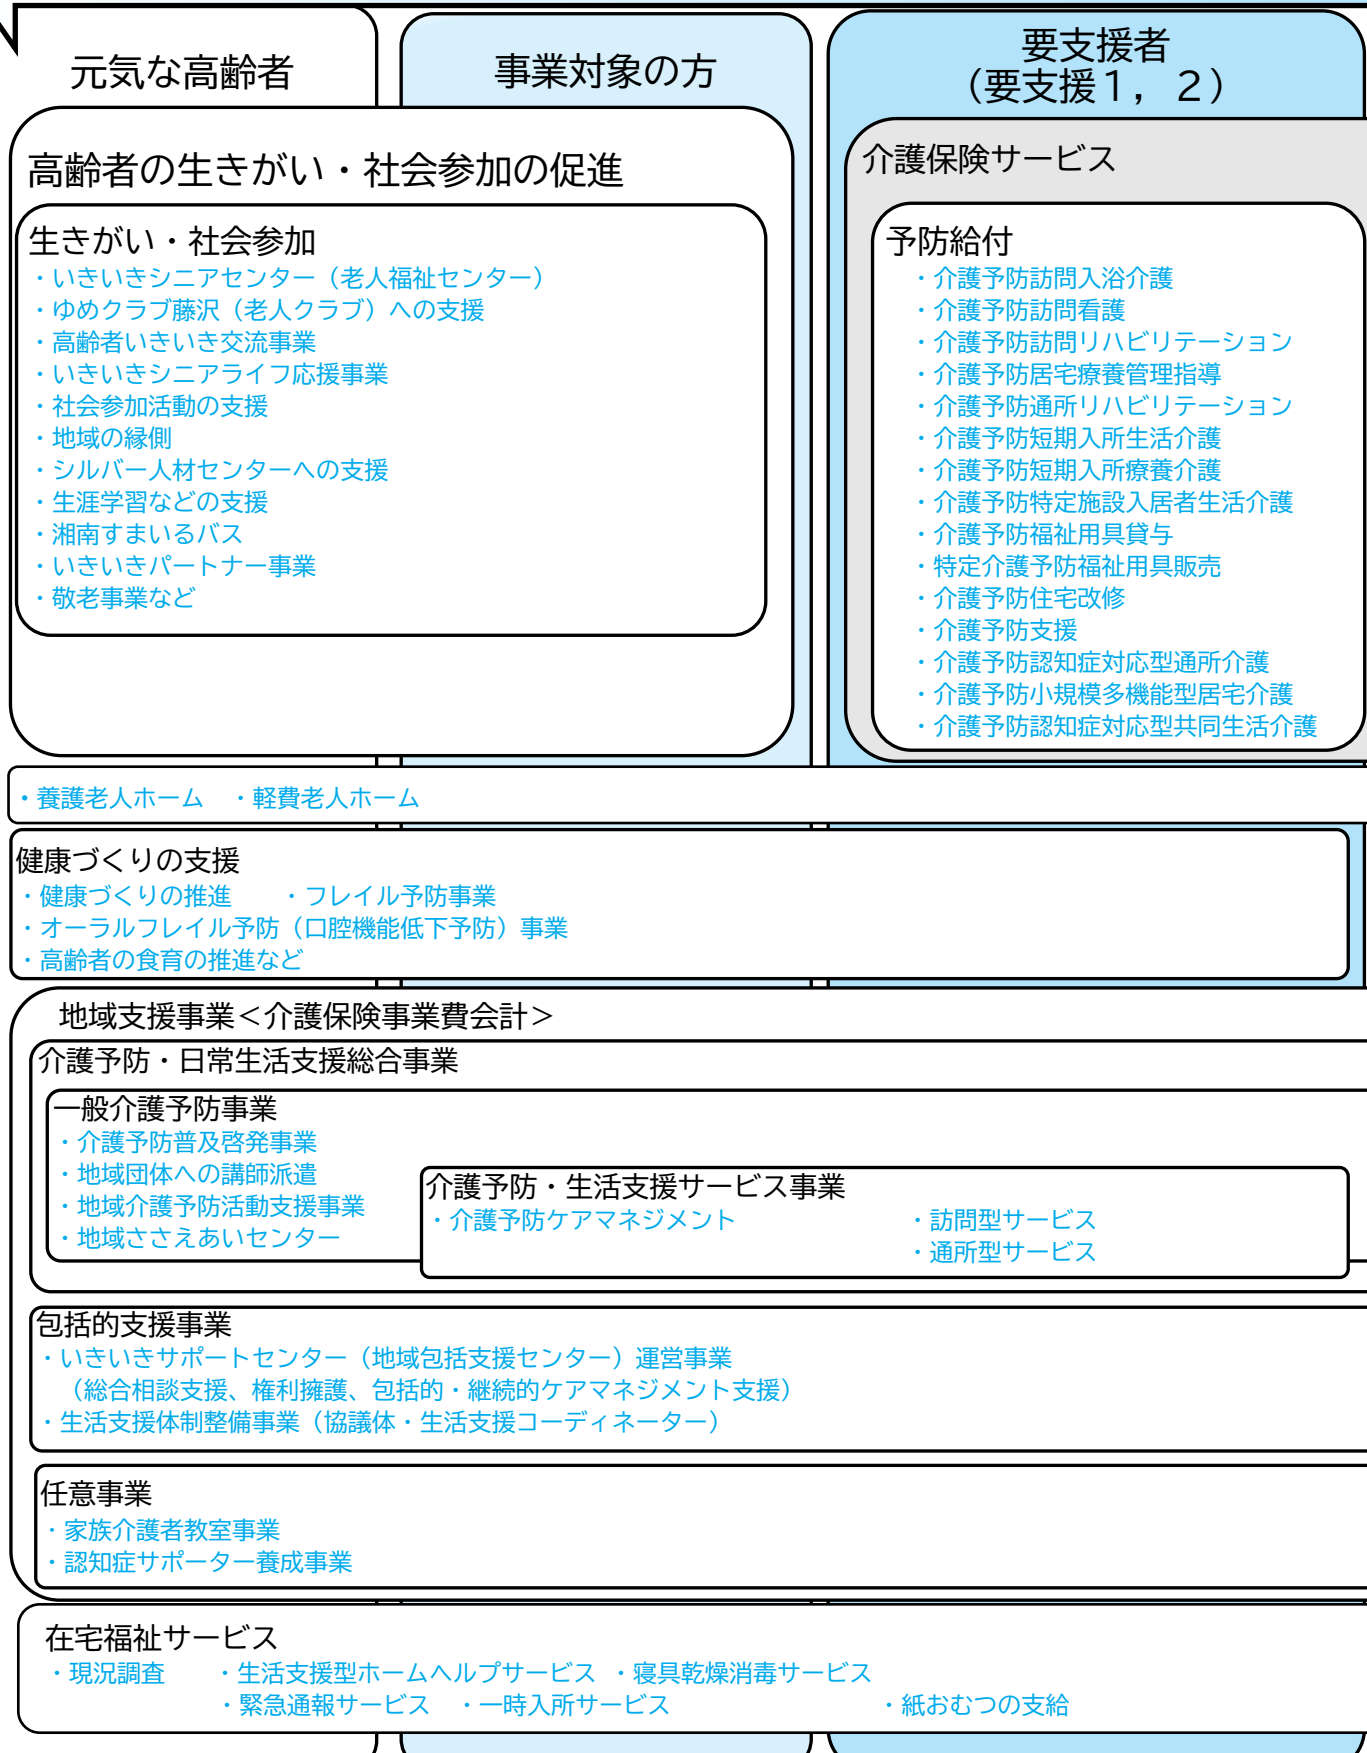 元気な高齢者
事業対象の方
要支援者
（要支援１，２）
高齢者の生きがい・社会参加の促進
生きがい・社会参加
・いきいきシニアセンター（老人福祉センター）
・ゆめクラブ藤沢（老人クラブ）への支援
・高齢者いきいき交流事業
・いきいきシニアライフ応援事業
・社会参加活動の支援
・地域の縁側
・シルバー人材センターへの支援
・生涯学習などの支援
・湘南すまいるバス
・いきいきパートナー事業
・敬老事業など
介護保険サービス
予防給付
・介護予防訪問入浴介護
・介護予防訪問看護
・介護予防訪問リハビリテーション
・介護予防居宅療養管理指導
・介護予防通所リハビリテーション
・介護予防短期入所生活介護
・介護予防短期入所療養介護
・介護予防特定施設入居者生活介護
・介護予防福祉用具貸与
・特定介護予防福祉用具販売
・介護予防住宅改修
・介護予防支援
・介護予防認知症対応型通所介護
・介護予防小規模多機能型居宅介護
・介護予防認知症対応型共同生活介護
・養護老人ホーム　・軽費老人ホーム
健康づくりの支援
・健康づくりの推進　　・フレイル予防事業
・オーラルフレイル予防（口腔機能低下予防）事業
・高齢者の食育の推進など
地域支援事業＜介護保険事業費会計＞
介護予防・日常生活支援総合事業
一般介護予防事業
・介護予防普及啓発事業
・地域団体への講師派遣
・地域介護予防活動支援事業
・地域ささえあいセンター
介護予防・生活支援サービス事業
・介護予防ケアマネジメント　　・訪問型サービス
・通所型サービス
包括的支援事業
・いきいきサポートセンター（地域包括支援センター）運営事業
（総合相談支援、権利擁護、包括的・継続的ケアマネジメント支援）
・生活支援体制整備事業（協議体・生活支援コーディネーター）
任意事業
・家族介護者教室事業
・認知症サポーター養成事業
在宅福祉サービス
・現況調査　　・生活支援型ホームヘルプサービス　・寝具乾燥消毒サービス
・緊急通報サービス　・一時入所サービス　　・紙おむつの支給